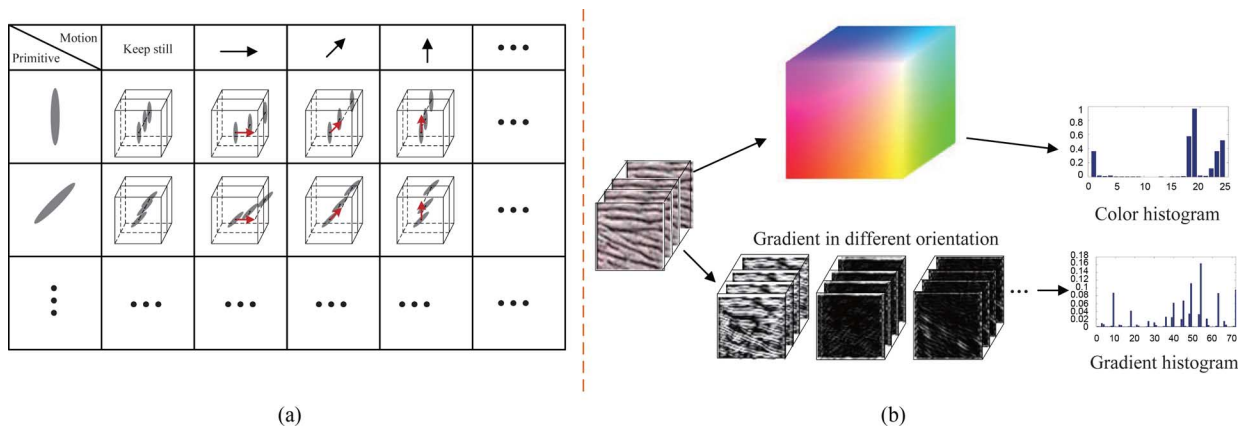 Motion
Primitive
Keep still
Gradient in different orientation
1
0.8
0.6
0.4
0.2
0
0 5 10 15 20 25
Color histogram
0.18
0.16
0.14
0.12
0.1
0.08
0.06
0.04
0.02
0
0 10 20 30 40 50 60 70
Gradient histogram
(a)
(b)